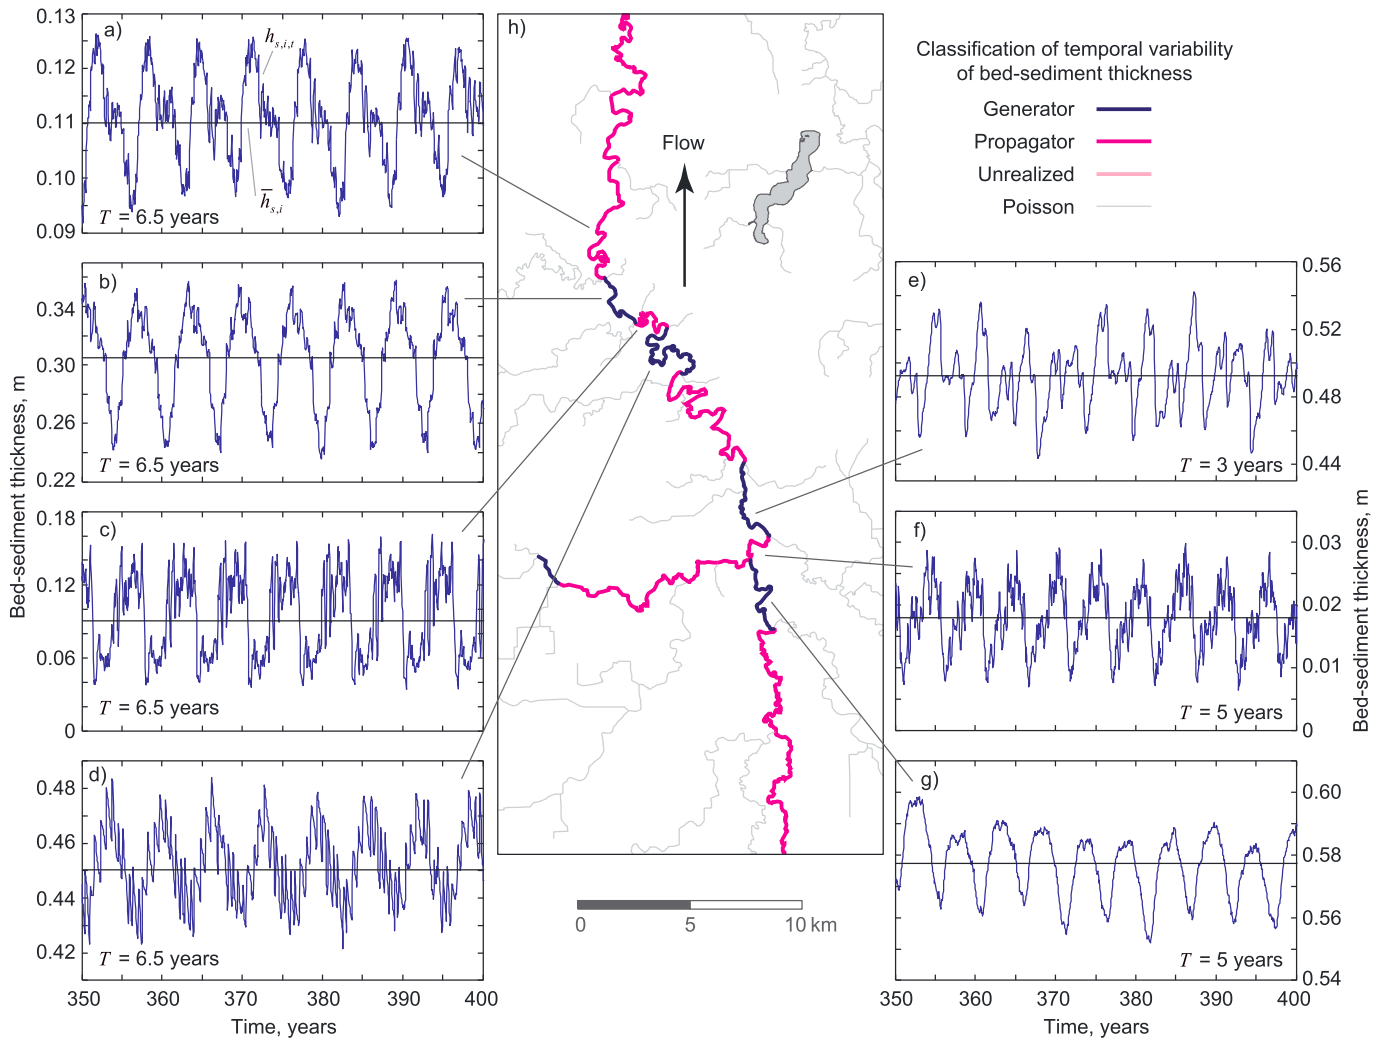 a)
0.13
0.12
0.11
0.10
0.09
h s,i,t
h̅ s,i
T = 6.5 years
b)
0.34
0.30
0.26
0.22
T = 6.5 years
Bed-sediment thickness, m
c)
0.18
0.12
0.06
0
T = 6.5 years
d)
0.48
0.46
0.44
0.42
T = 6.5 years
350 360 370 380 390 400
Time, years
h)
Flow
0 5 10 km
Classification of temporal variability
of bed-sediment thickness
Generator
Propagator
Unrealized
Poisson
e)
0.56
0.52
0.48
0.44
T = 3 years
f)
0.03
0.02
0.01
0
T = 5 years
Bed-sediment thickness, m
g)
0.60
0.58
0.56
0.54
T = 5 years
350 360 370 380 390 400
Time, years